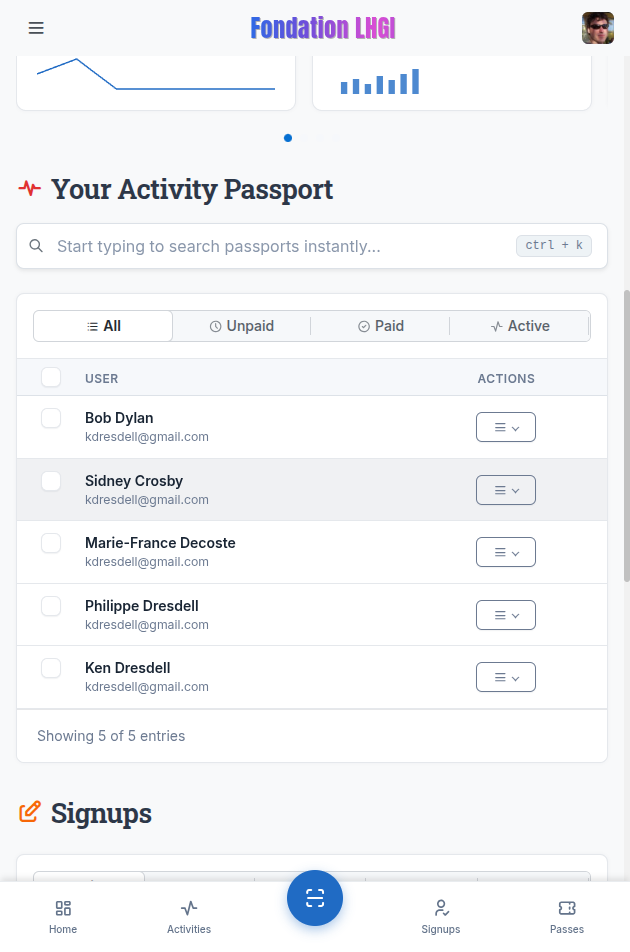 Fondation LHGI
Your Activity Passport
Start typing to search passports instantly... ctrl + k
All Unpaid Paid Active
USER ACTIONS
Bob Dylan
kdresdell@gmail.com
Sidney Crosby
kdresdell@gmail.com
Marie-France Decoste
kdresdell@gmail.com
Philippe Dresdell
kdresdell@gmail.com
Ken Dresdell
kdresdell@gmail.com
Showing 5 of 5 entries
Signups
Home Activities Signups Passes